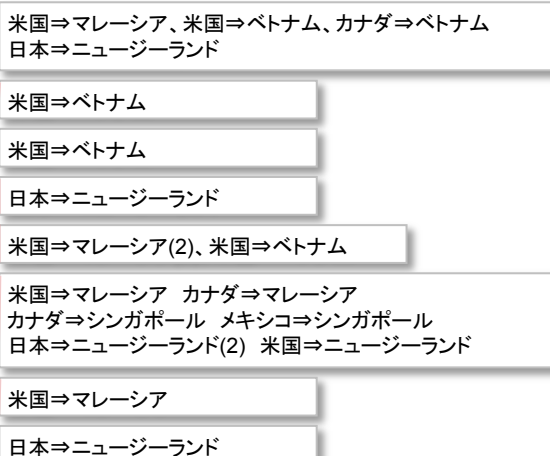 米国⇒マレーシア、米国⇒ベトナム、カナダ⇒ベトナム
日本⇒ニュージーランド
米国⇒ベトナム
米国⇒ベトナム
日本⇒ニュージーランド
米国⇒マレーシア(2)、米国⇒ベトナム
米国⇒マレーシア カナダ⇒マレーシア
カナダ⇒シンガポール メキシコ⇒シンガポール
日本⇒ニュージーランド(2) 米国⇒ニュージーランド
米国⇒マレーシア
日本⇒ニュージーランド